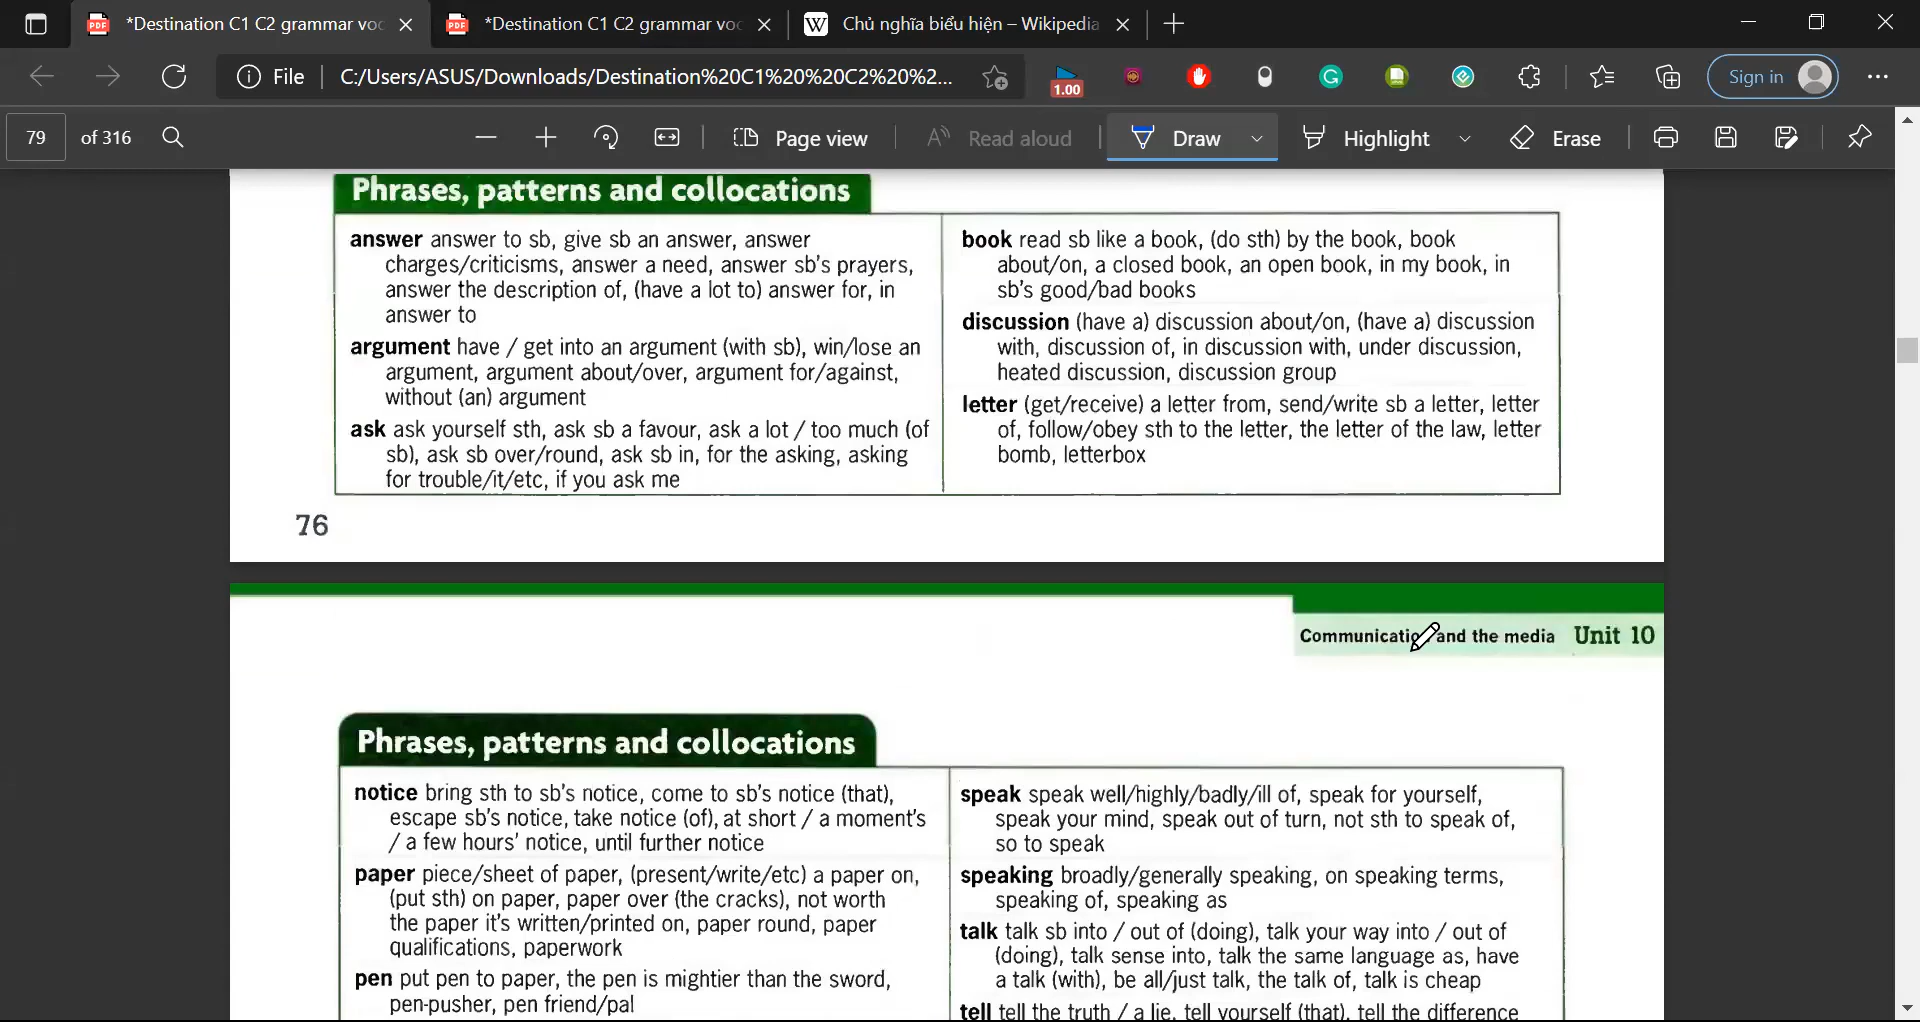 *Destination C1 C2 grammar voc
*Destination C1 C2 grammar voc
W Chủ nghĩa biểu hiện – Wikipedia
File
C:/Users/ASUS/Downloads/Destination%20C1%20%20C2%20%2...
1.00
Sign in
79 of 316
Page view
Read aloud
Draw
Highlight
Erase
Phrases, patterns and collocations
answer answer to sb, give sb an answer, answer
charges/criticisms, answer a need, answer sb's prayers,
answer the description of, (have a lot to) answer for, in
answer to
argument have / get into an argument (with sb), win/lose an
argument, argument about/over, argument for/against,
without (an) argument
ask ask yourself sth, ask sb a favour, ask a lot / too much (of
sb), ask sb over/round, ask sb in, for the asking, asking
for trouble/it/etc, if you ask me
book read sb like a book, (do sth) by the book, book
about/on, a closed book, an open book, in my book, in
sb's good/bad books
discussion (have a) discussion about/on, (have a) discussion
with, discussion of, in discussion with, under discussion,
heated discussion, discussion group
letter (get/receive) a letter from, send/write sb a letter, letter
of, follow/obey sth to the letter, the letter of the law, letter
bomb, letterbox
76
Communication and the media Unit 10
Phrases, patterns and collocations
notice bring sth to sb's notice, come to sb's notice (that),
escape sb's notice, take notice (of), at short / a moment's
/ a few hours' notice, until further notice
paper piece/sheet of paper, (present/write/etc) a paper on,
(put sth) on paper, paper over (the cracks), not worth
the paper it's written/printed on, paper round, paper
qualifications, paperwork
pen put pen to paper, the pen is mightier than the sword,
pen-pusher, pen friend/pal
speak speak well/highly/badly/ill of, speak for yourself,
speak your mind, speak out of turn, not sth to speak of,
so to speak
speaking broadly/generally speaking, on speaking terms,
speaking of, speaking as
talk talk sb into / out of (doing), talk your way into / out of
(doing), talk sense into, talk the same language as, have
a talk (with), be all/just talk, the talk of, talk is cheap
tell tell the truth / a lie, tell yourself (that), tell the difference